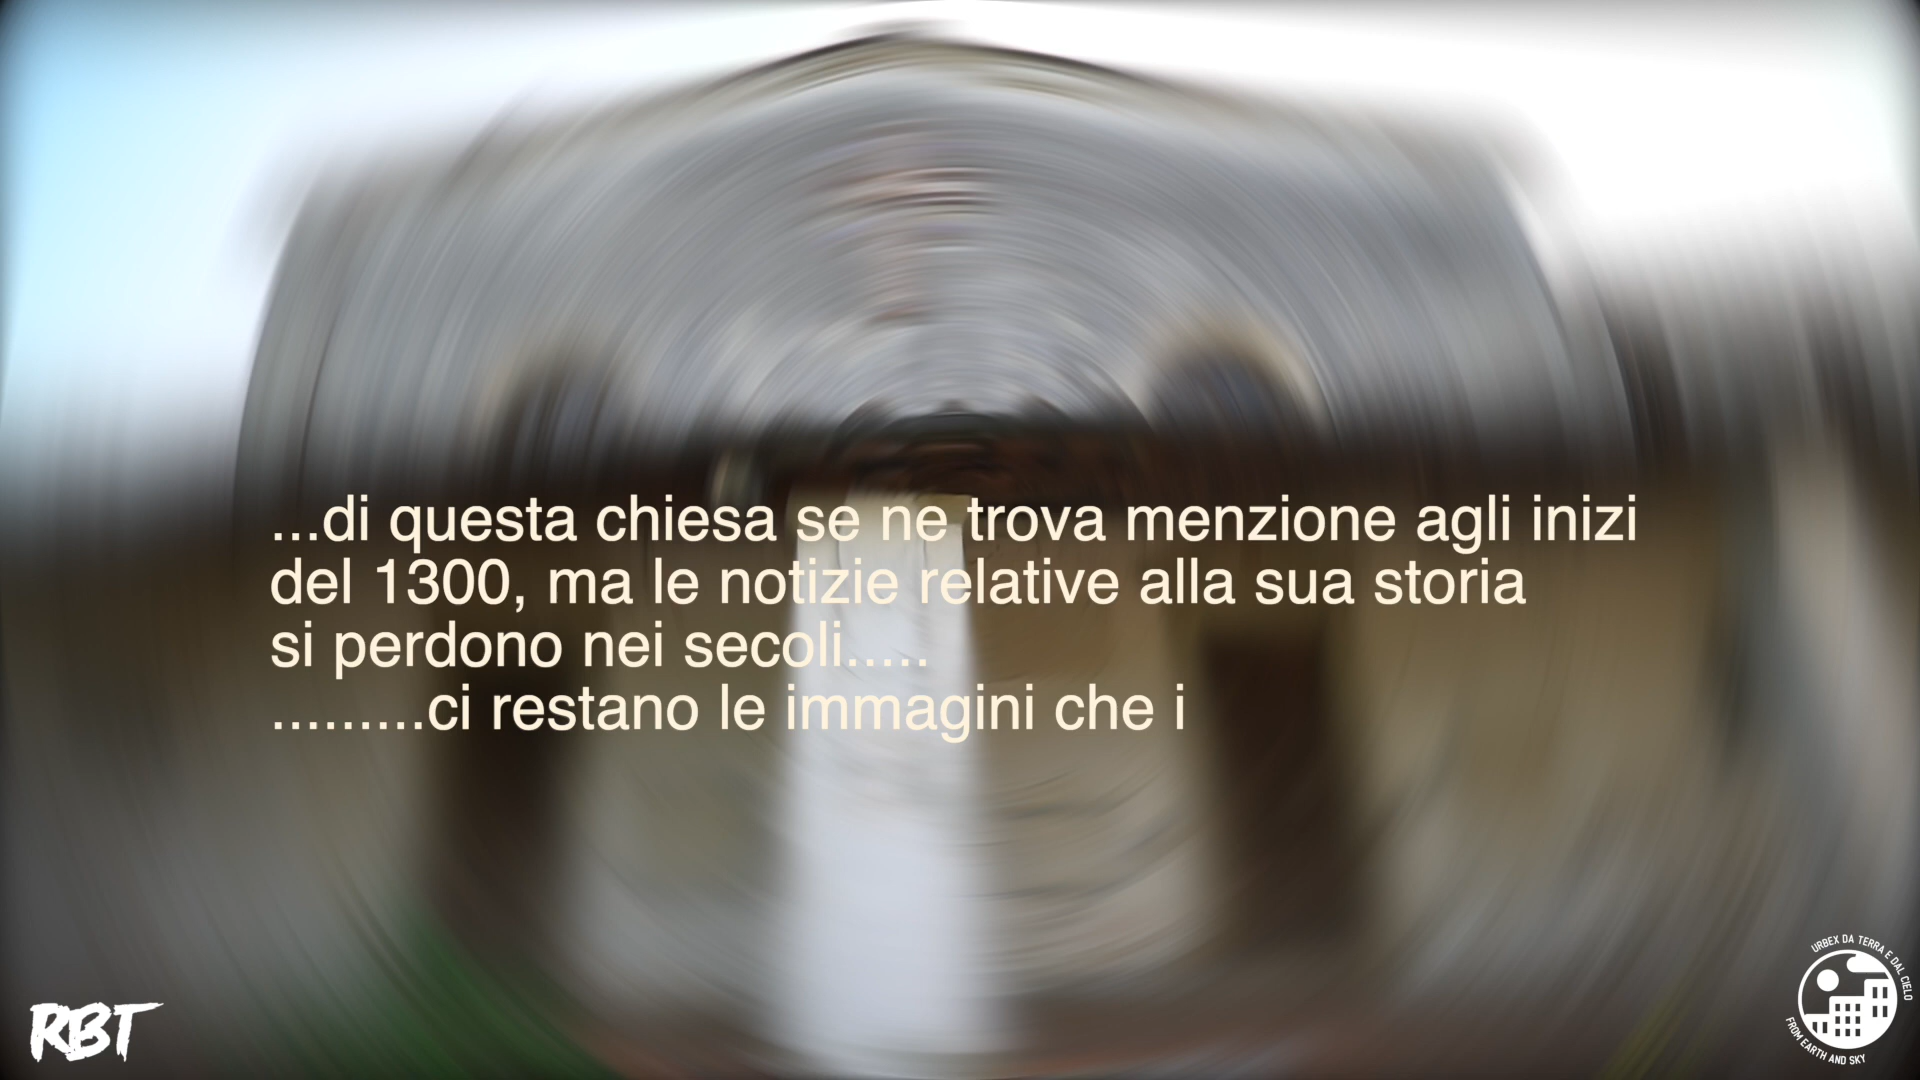 ...di questa chiesa se ne trova menzione agli inizi
del 1300, ma le notizie relative alla sua storia
si perdono nei secoli.....
.........ci restano le immagini che i
RBT
URBEX DA TERRA E DAL CIELO
FROM EARTH AND SKY